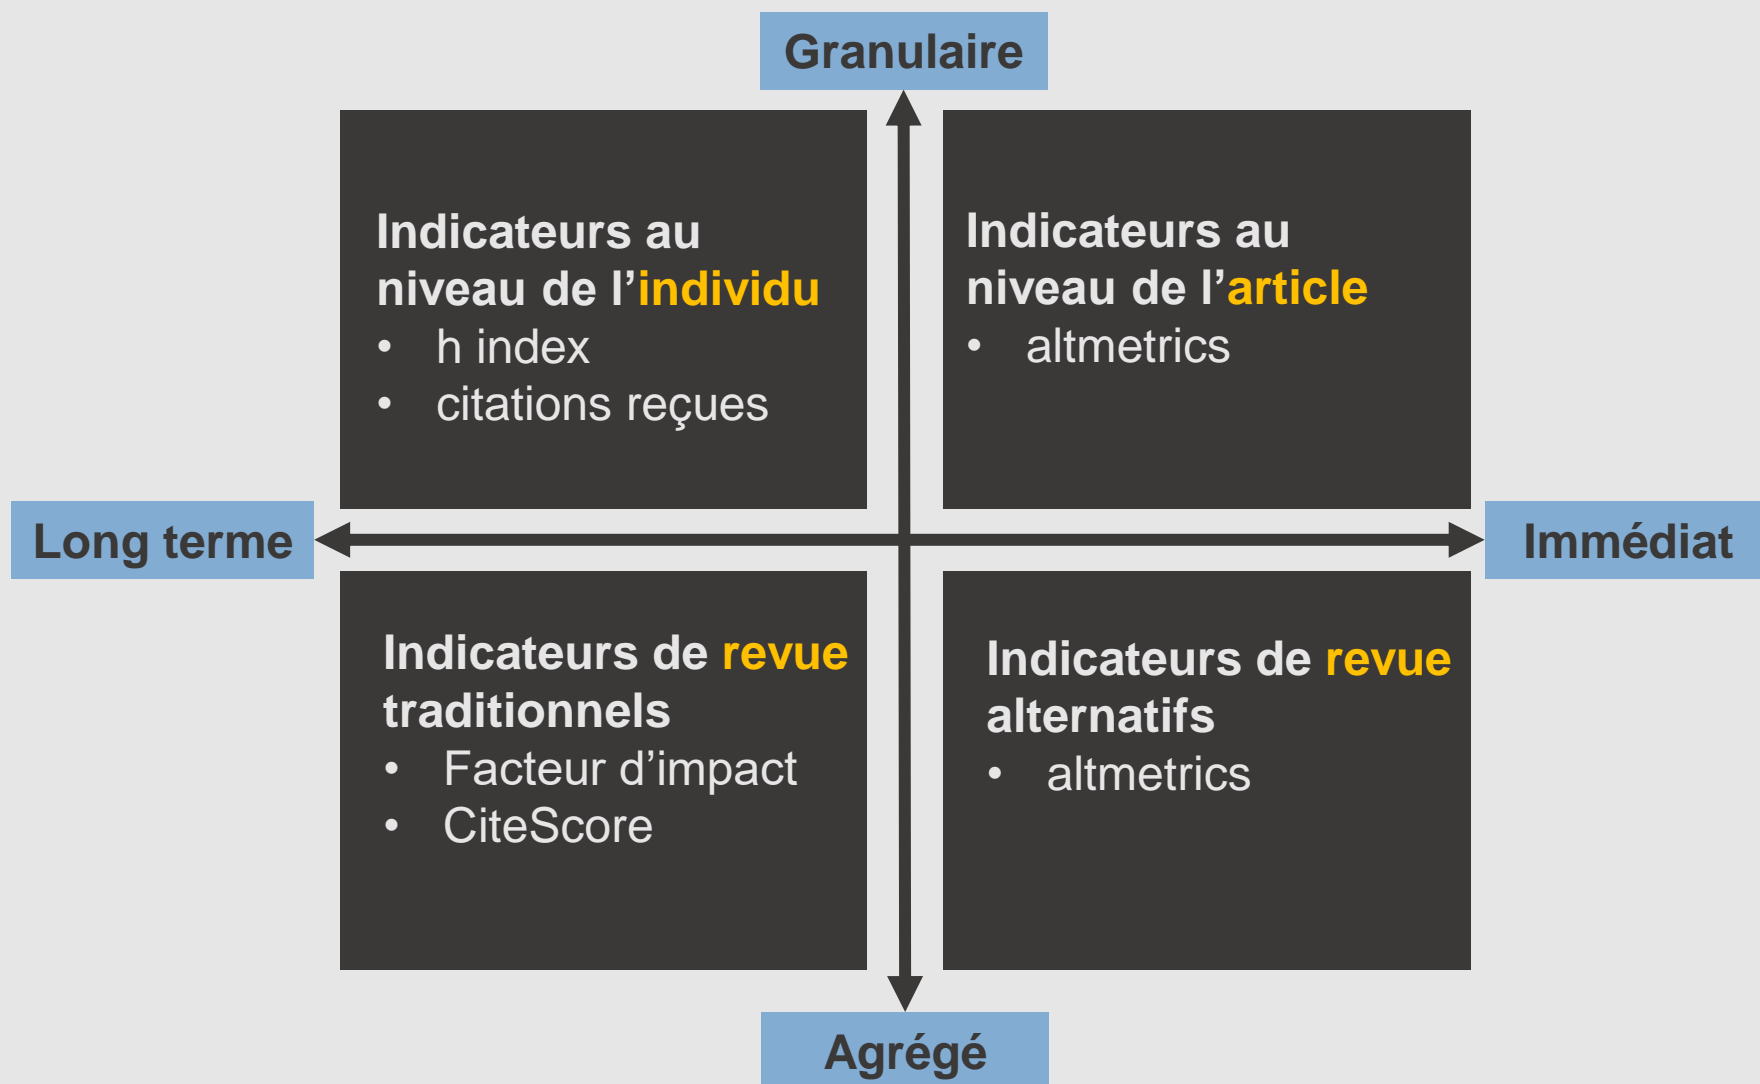 Granulaire
Indicateurs au
niveau de l’individu
• h index
• citations reçues
Indicateurs au
niveau de l’article
• altmetrics
Long terme
Immédiat
Indicateurs de revue
traditionnels
• Facteur d’impact
• CiteScore
Indicateurs de revue
alternatifs
• altmetrics
Agrégé